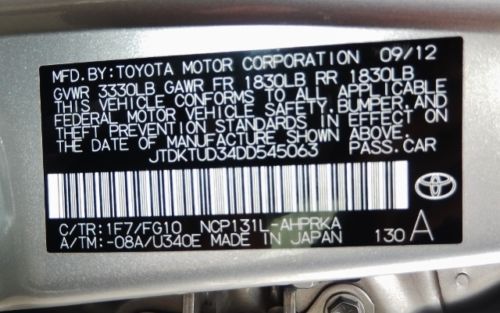 MFD. BY: TOYOTA MOTOR CORPORATION 09/12
GVWR 3330LB GAWR FR 1830LB RR 1830LB
THIS VEHICLE CONFORMS TO ALL APPLICABLE
FEDERAL MOTOR VEHICLE SAFETY, BUMPER, AND
THEFT PREVENTION STANDARDS IN EFFECT ON
THE DATE OF MANUFACTURE SHOWN ABOVE.
JTDKTUD34DD545063 PASS. CAR
C/TR: 1F7/FG10 NCP131L-AHPRKA
A/TM: -08A/U340E MADE IN JAPAN 130 A
TOYOTA